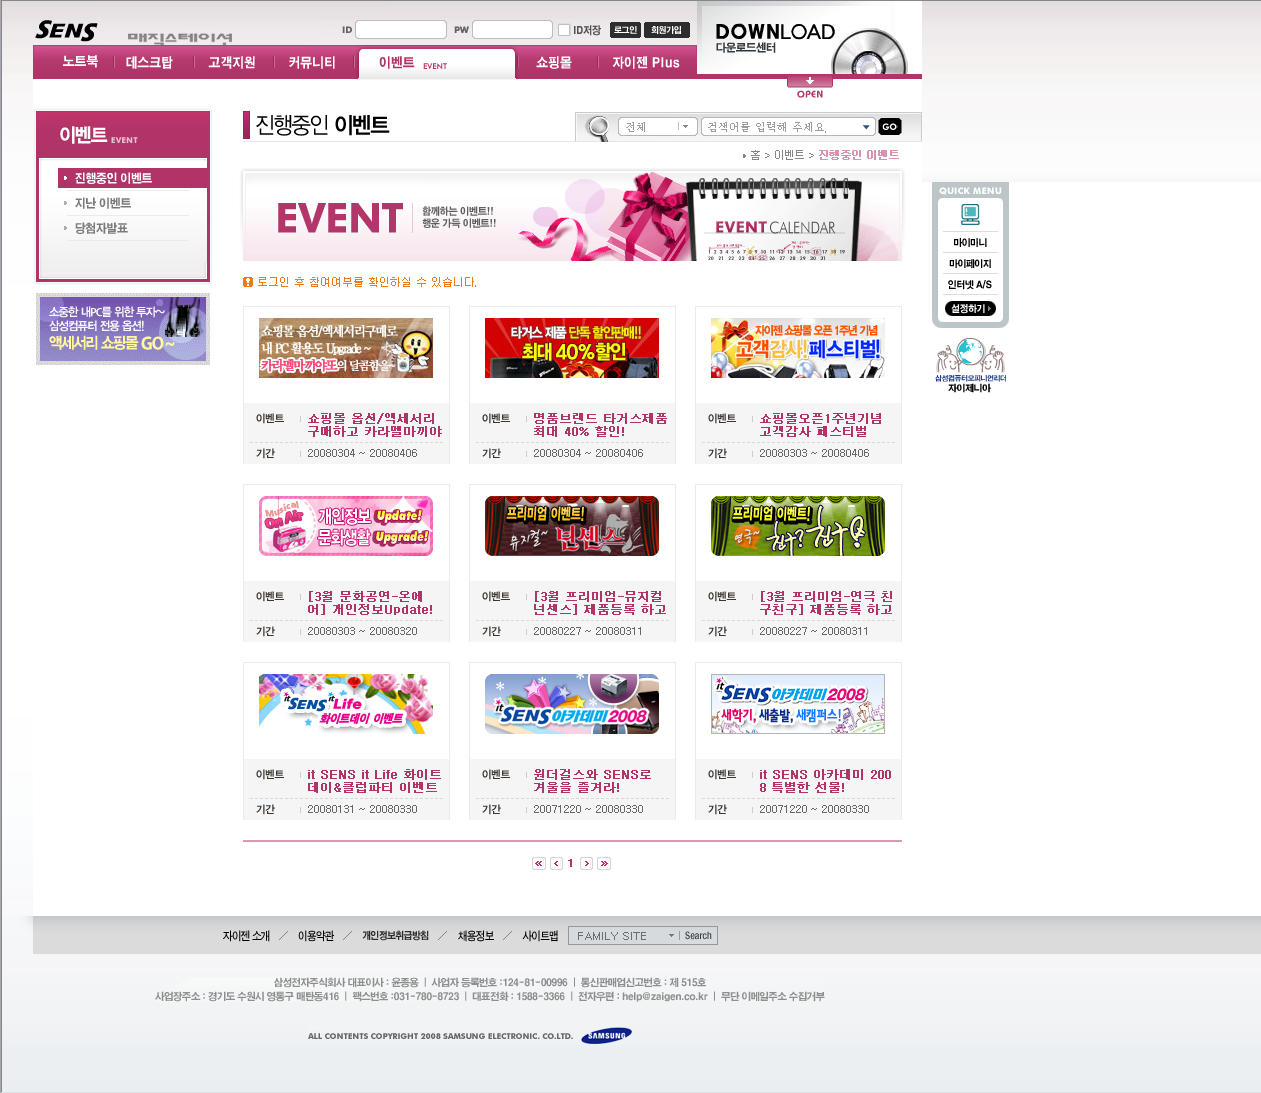 SENS
매직스테이션
ID
PW
ID저장
로그인
회원가입
DOWNLOAD
다운로드센터
OPEN
노트북
데스크탑
고객지원
커뮤니티
이벤트 EVENT
쇼핑몰
자이젠 Plus
이벤트 EVENT
진행중인 이벤트
지난 이벤트
당첨자발표
소중한 내PC를 위한 투자~
삼성컴퓨터 전용 옵션!
액세서리 쇼핑몰 GO~
진행중인 이벤트
전체
검색어를 입력해 주세요.
GO
홈 > 이벤트 > 진행중인 이벤트
EVENT
함께하는 이벤트!!
행운 가득 이벤트!!
EVENT CALENDAR
로그인 후 참여여부를 확인하실 수 있습니다.
쇼핑몰 옵션/액세서리구매로
내 PC 활용도 Upgrade ~
카라멜마끼야또의 달콤함을~
타거스 제품 단독 할인판매!!
최대 40% 할인
자이젠 쇼핑몰 오픈 1주년 기념
고객감사! 페스티벌!
이벤트
쇼핑몰 옵션/액세서리
구매하고 카라멜마끼야
기간
20080304 ~ 20080406
이벤트
명품브랜드 타거스제품
최대 40% 할인!
기간
20080304 ~ 20080406
이벤트
쇼핑몰오픈1주년기념
고객감사 페스티벌
기간
20080303 ~ 20080406
Musical
On Air
개인정보 Update!
문화생활 Upgrade!
프리미엄 이벤트!
뮤지컬~ 넌센스
프리미엄 이벤트!
연극~ 친구? 친구!
이벤트
[3월 문화공연-온에
어] 개인정보Update!
기간
20080303 ~ 20080320
이벤트
[3월 프리미엄-뮤지컬
넌센스] 제품등록 하고
기간
20080227 ~ 20080311
이벤트
[3월 프리미엄-연극 친
구친구] 제품등록 하고
기간
20080227 ~ 20080311
it SENS it Life
화이트데이 이벤트
it SENS 아카데미 2008
it SENS 아카데미 2008
새학기, 새출발, 새캠퍼스!
이벤트
it SENS it Life 화이트
데이&클럽파티 이벤트
기간
20080131 ~ 20080330
이벤트
원더걸스와 SENS로
겨울을 즐겨라!
기간
20071220 ~ 20080330
이벤트
it SENS 아카데미 200
8 특별한 선물!
기간
20071220 ~ 20080330
1
QUICK MENU
마이미니
마이페이지
인터넷 A/S
설정하기
삼성컴퓨터오피니언리더
자이제니아
자이젠 소개
이용약관
개인정보취급방침
채용정보
사이트맵
FAMILY SITE
Search
삼성전자주식회사 대표이사 : 윤종용 | 사업자 등록번호 :124-81-00996 | 통신판매업신고번호 : 제 515호
사업장주소 : 경기도 수원시 영통구 매탄동416 | 팩스번호 :031-780-8723 | 대표전화 : 1588-3366 | 전자우편 : help@zaigen.co.kr | 무단 이메일주소 수집거부
ALL CONTENTS COPYRIGHT 2008 SAMSUNG ELECTRONIC. CO.LTD.
SAMSUNG